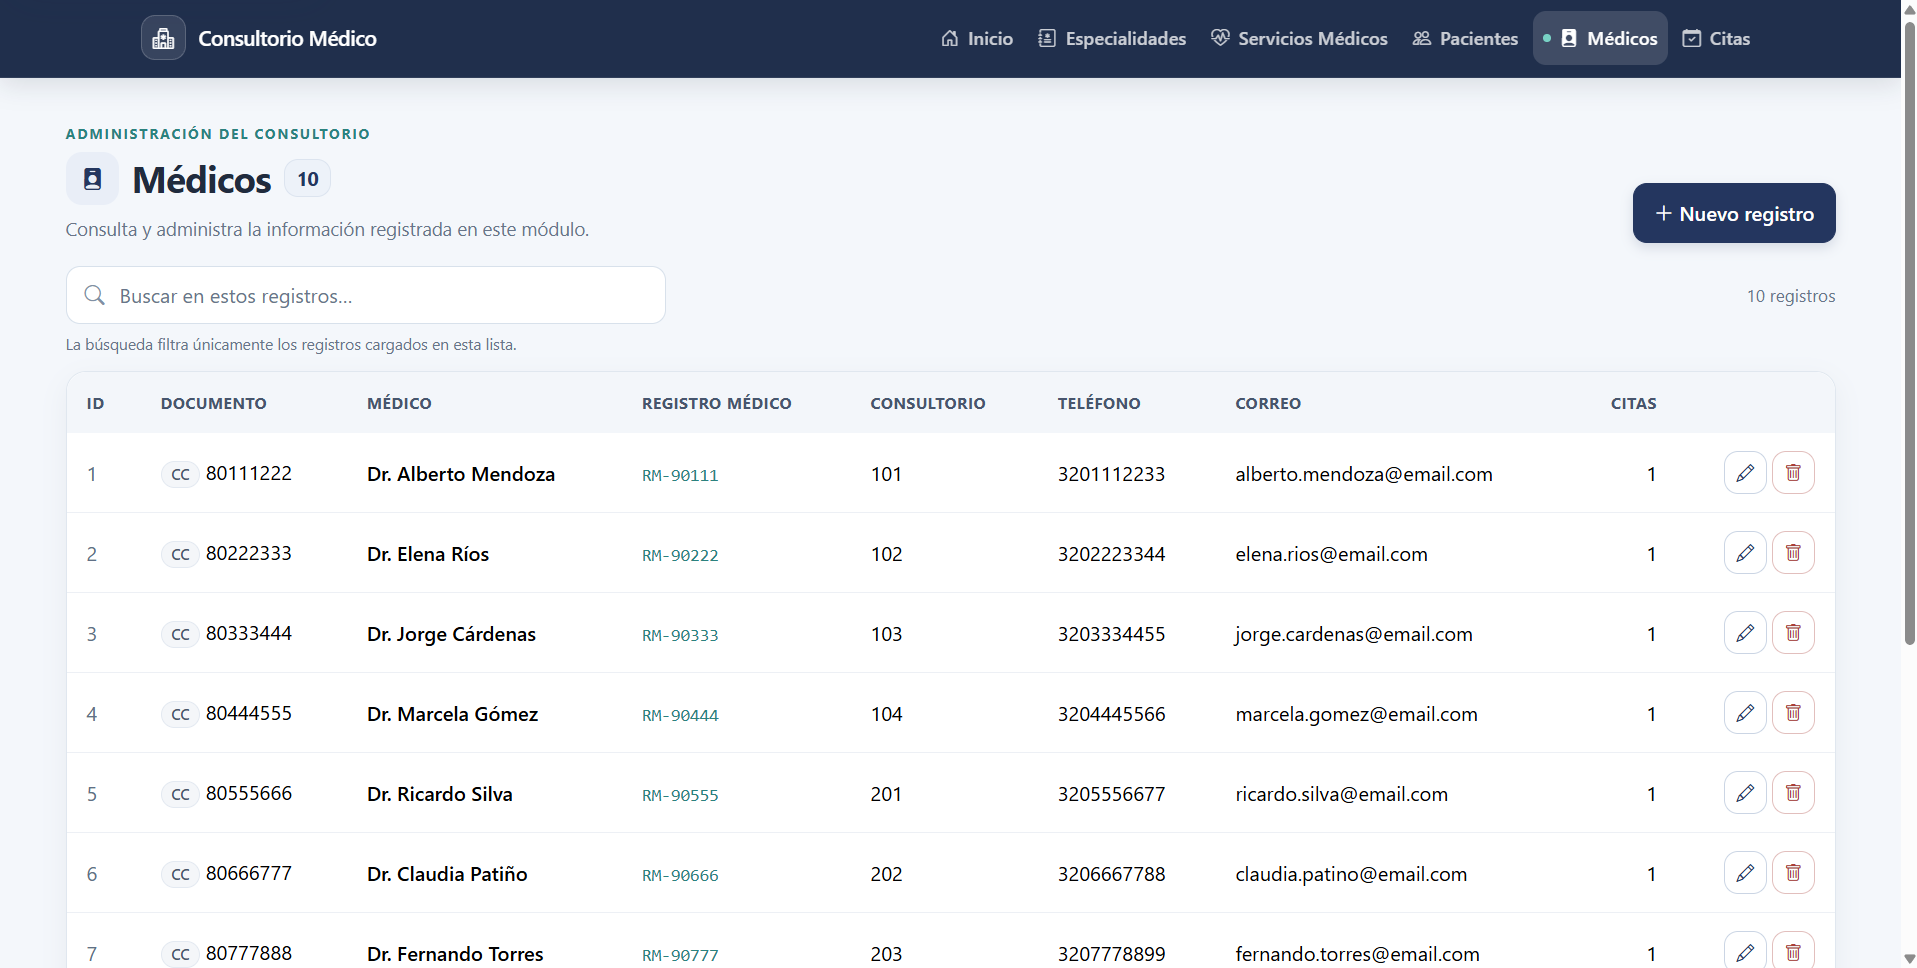 Consultorio Médico
Inicio
Especialidades
Servicios Médicos
Pacientes
Médicos
Citas
ADMINISTRACIÓN DEL CONSULTORIO
Médicos 10
Consulta y administra la información registrada en este módulo.
+ Nuevo registro
Buscar en estos registros...
10 registros
La búsqueda filtra únicamente los registros cargados en esta lista.
ID DOCUMENTO MÉDICO REGISTRO MÉDICO CONSULTORIO TELÉFONO CORREO CITAS
1 CC 80111222 Dr. Alberto Mendoza RM-90111 101 3201112233 alberto.mendoza@email.com 1
2 CC 80222333 Dr. Elena Ríos RM-90222 102 3202223344 elena.rios@email.com 1
3 CC 80333444 Dr. Jorge Cárdenas RM-90333 103 3203334455 jorge.cardenas@email.com 1
4 CC 80444555 Dr. Marcela Gómez RM-90444 104 3204445566 marcela.gomez@email.com 1
5 CC 80555666 Dr. Ricardo Silva RM-90555 201 3205556677 ricardo.silva@email.com 1
6 CC 80666777 Dr. Claudia Patiño RM-90666 202 3206667788 claudia.patino@email.com 1
7 CC 80777888 Dr. Fernando Torres RM-90777 203 3207778899 fernando.torres@email.com 1